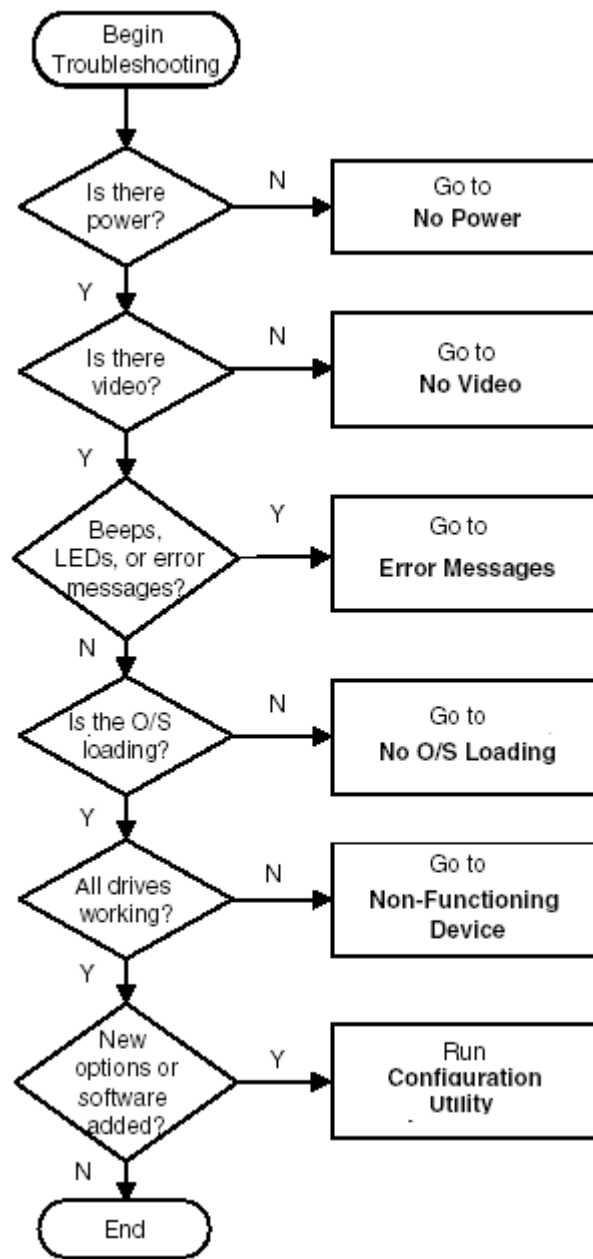 Begin
Troubleshooting
Is there
power?
N
Go to
No Power
Y
Is there
video?
N
Go to
No Video
Y
Beeps,
LEDs, or error
messages?
Y
Go to
Error Messages
N
Is the O/S
loading?
N
Go to
No O/S Loading
Y
All drives
working?
N
Go to
Non-Functioning
Device
Y
New
options or
software
added?
Y
Run
Configuration
Utility
N
End